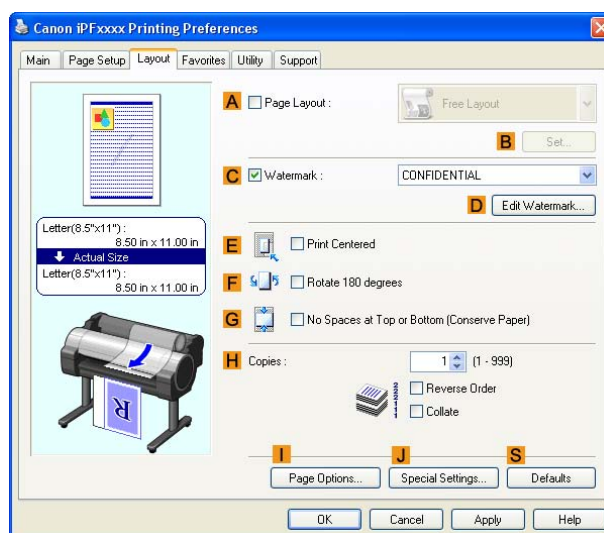 Canon iPFxxxx Printing Preferences
Main Page Setup Layout Favorites Utility Support
A Page Layout : Free Layout
B Set...
C Watermark : CONFIDENTIAL
D Edit Watermark...
Letter(8.5"x11") :
8.50 in x 11.00 in
Actual Size
Letter(8.5"x11") :
8.50 in x 11.00 in
E Print Centered
F Rotate 180 degrees
G No Spaces at Top or Bottom (Conserve Paper)
H Copies : 1 (1 - 999)
Reverse Order
Collate
R
I J S
Page Options... Special Settings... Defaults
OK Cancel Apply Help